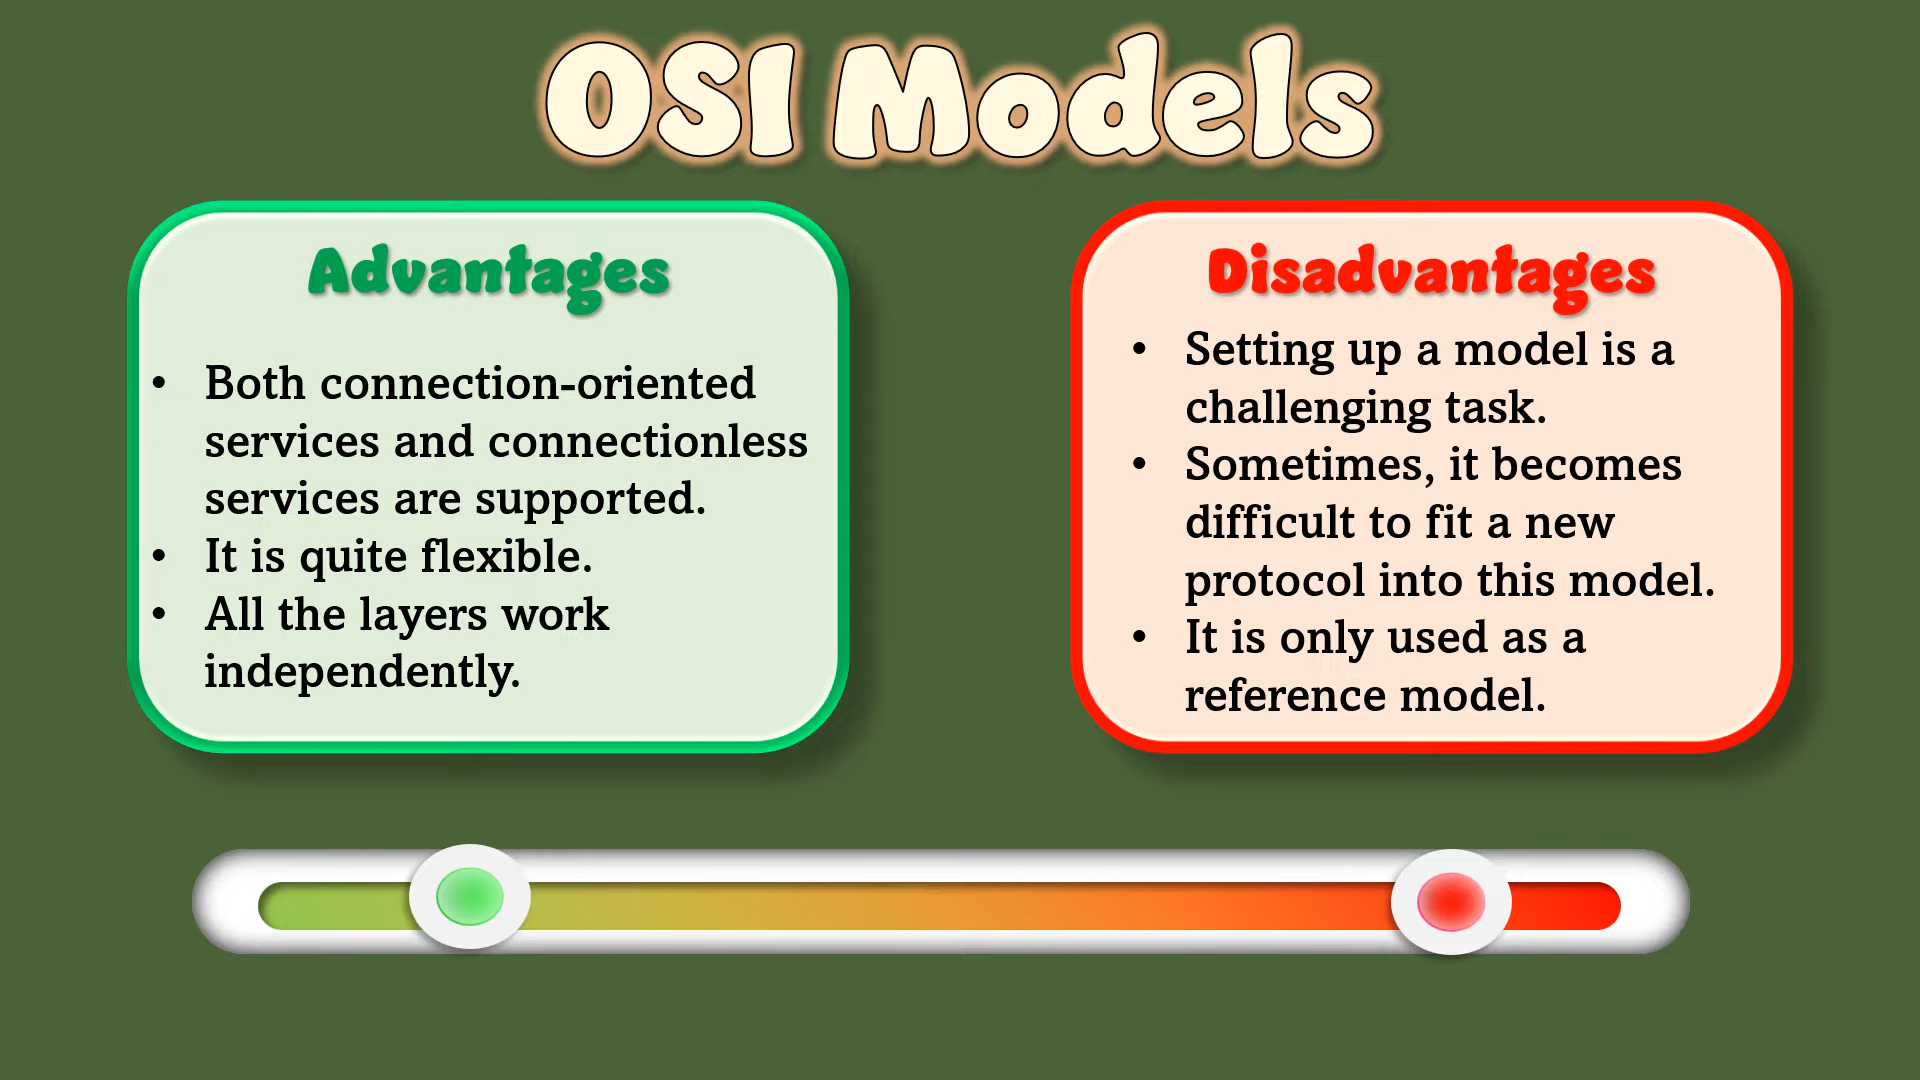 OSI Models
Advantages
• Both connection-oriented
services and connectionless
services are supported.
• It is quite flexible.
• All the layers work
independently.
Disadvantages
• Setting up a model is a
challenging task.
• Sometimes, it becomes
difficult to fit a new
protocol into this model.
• It is only used as a
reference model.